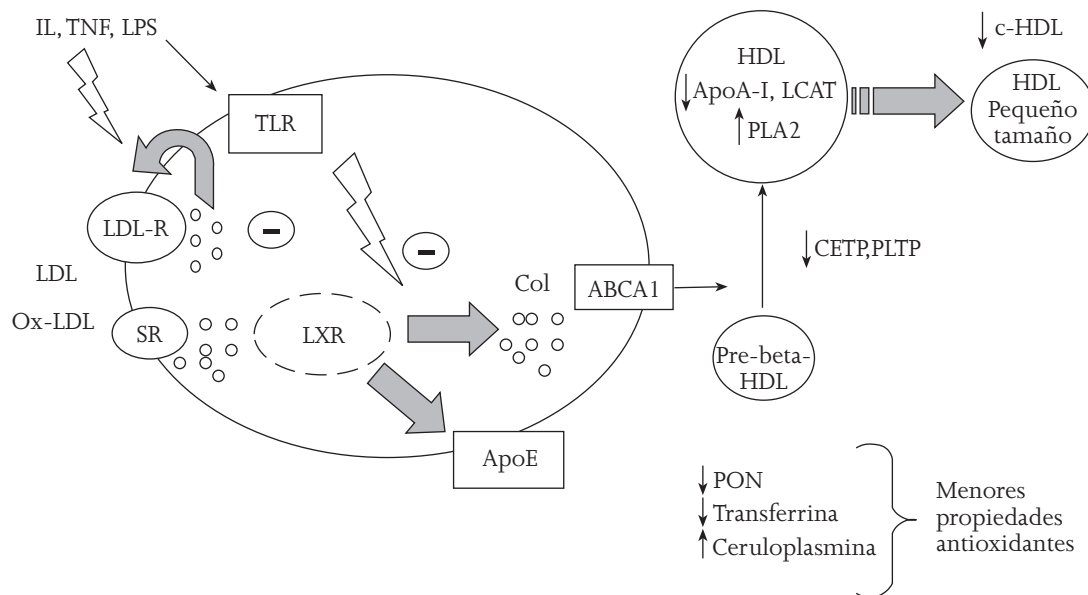 IL, TNF, LPS
TLR
LDL-R
LDL
Ox-LDL
SR
LXR
Col
ABCA1
ApoE
HDL
↓ ApoA-I, LCAT
↑ PLA2
↓ c-HDL
HDL
Pequeño
tamaño
↓ CETP,PLTP
Pre-beta-
HDL
↓ PON
↓ Transferrina
↑ Ceruloplasmina
Menores
propiedades
antioxidantes